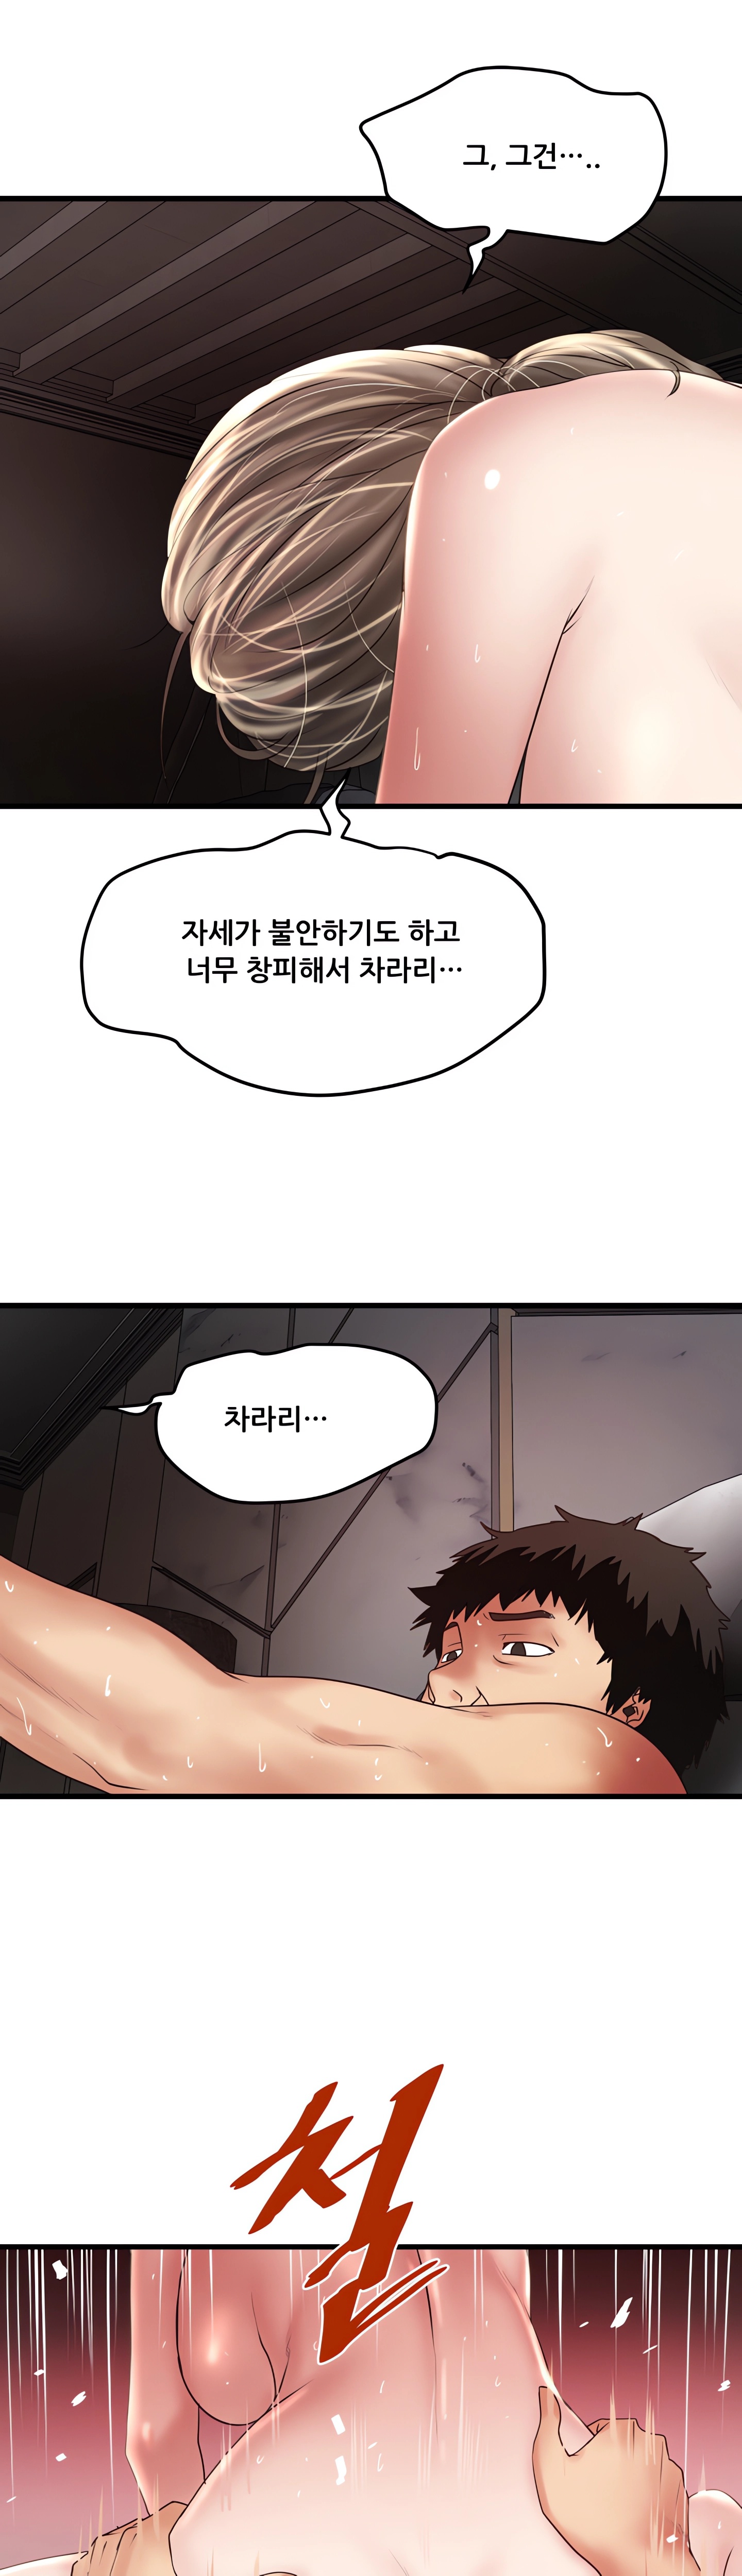 그, 그건…..
자세가 불안하기도 하고
너무 창피해서 차라리…
차라리…
철